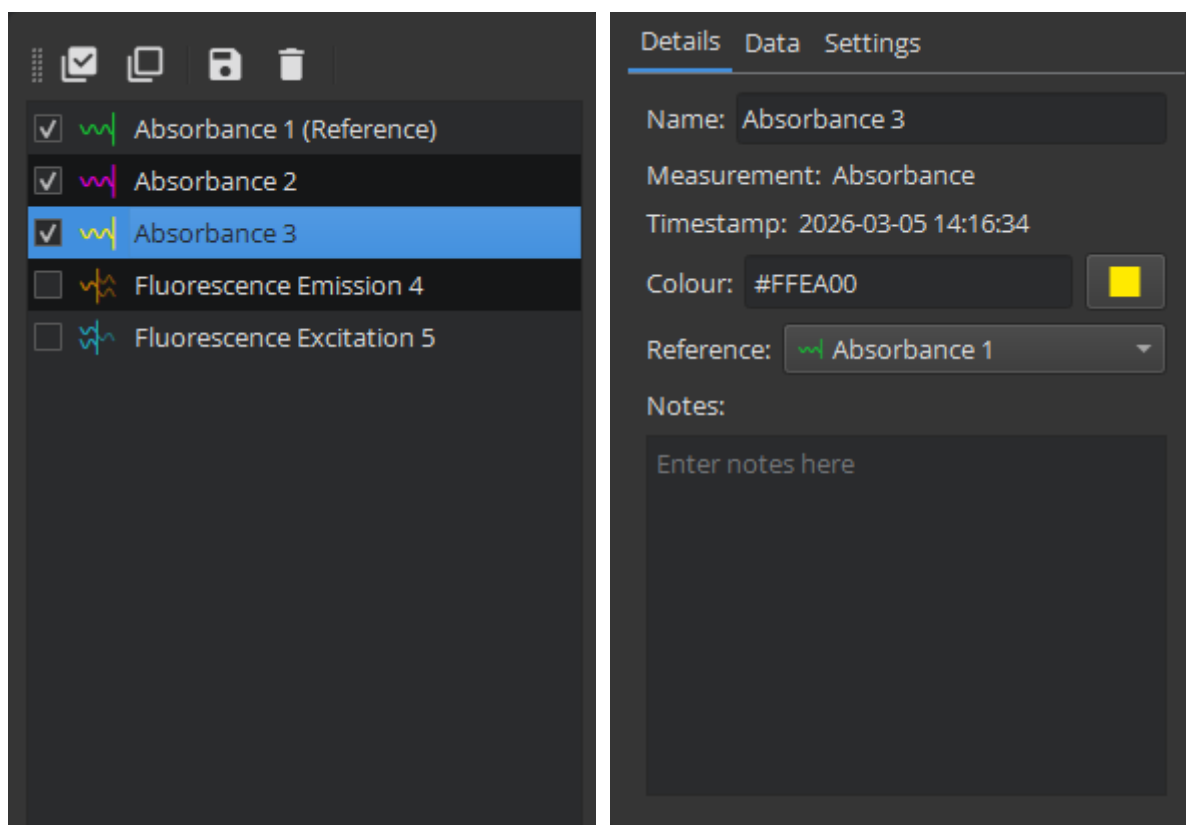 Absorbance 1 (Reference)
Absorbance 2
Absorbance 3
Fluorescence Emission 4
Fluorescence Excitation 5
Details Data Settings
Name: Absorbance 3
Measurement: Absorbance
Timestamp: 2026-03-05 14:16:34
Colour: #FFEA00
Reference: Absorbance 1
Notes:
Enter notes here